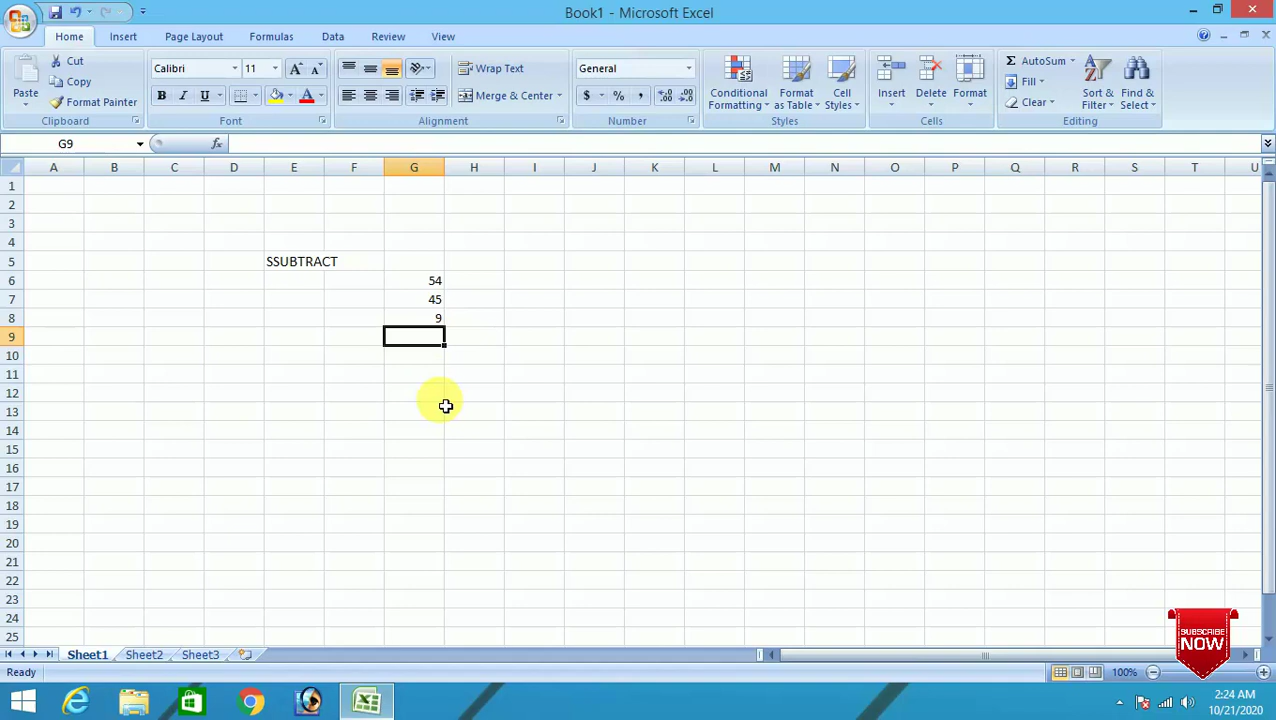 Book1 - Microsoft Excel
Home Insert Page Layout Formulas Data Review View
Paste
Cut
Copy
Format Painter
Clipboard
Calibri 11
B I U A
Font
Wrap Text
Merge & Center
Alignment
General
$ % ,
Number
Conditional Formatting
Format as Table
Cell Styles
Styles
Insert Delete Format
Cells
Σ AutoSum
Fill
Clear
Sort & Filter
Find & Select
Editing
G9 fx
A B C D E F G H I J K L M N O P Q R S T U
1
2
3
4
5 SSUBTRACT
6 54
7 45
8 9
9
10
11
12
13
14
15
16
17
18
19
20
21
22
23
24
25
SUBSCRIBE
NOW
Sheet1 Sheet2 Sheet3
Ready 100%
2:24 AM
10/21/2020